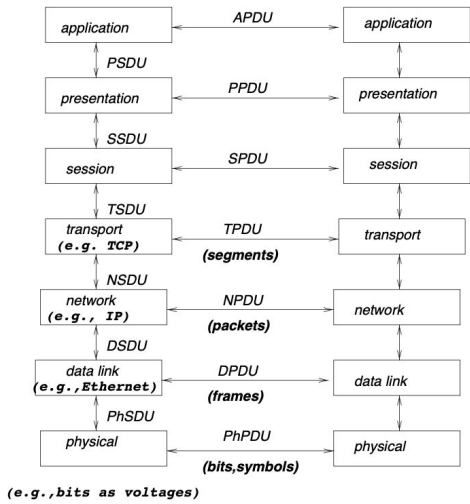 application APDU application
PSDU
presentation PPDU presentation
SSDU
session SPDU session
TSDU
transport TPDU transport
(e.g. TCP) (segments)
NSDU
network NPDU network
(e.g., IP) (packets)
DSDU
data link DPDU data link
(e.g.,Ethernet) (frames)
PhSDU
physical PhPDU physical
(bits,symbols)
(e.g.,bits as voltages)